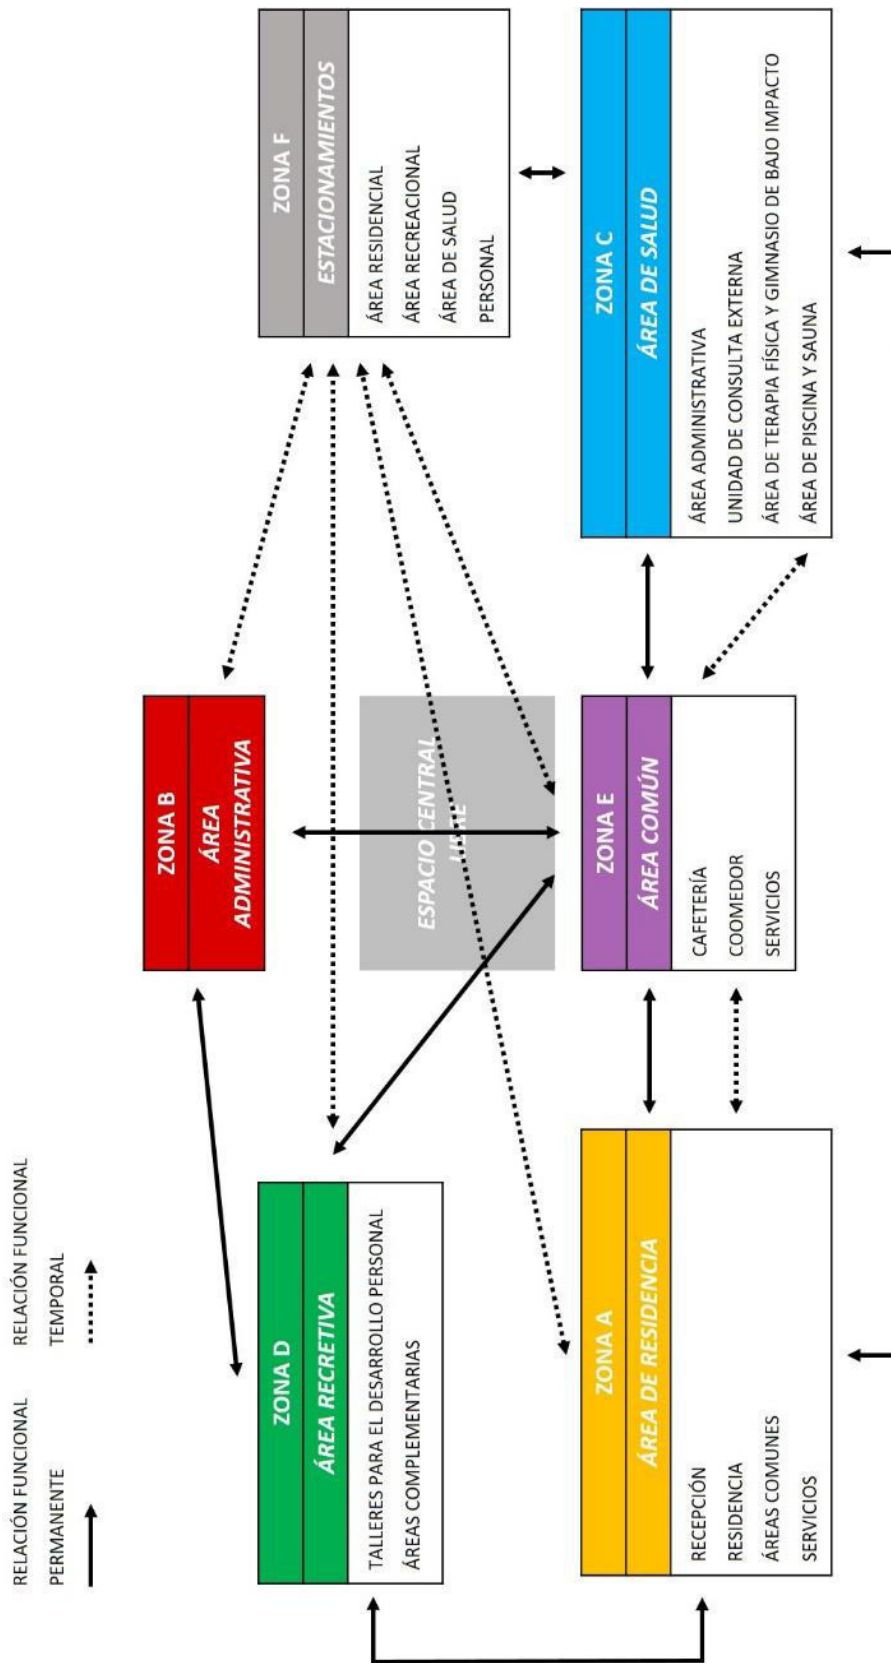 RELACIÓN FUNCIONAL
PERMANENTE
RELACIÓN FUNCIONAL
TEMPORAL
ZONA D
ÁREA RECRETIVA
TALLERES PARA EL DESARROLLO PERSONAL
ÁREAS COMPLEMENTARIAS
ZONA B
ÁREA
ADMINISTRATIVA
ZONA F
ESTACIONAMIENTOS
ÁREA RESIDENCIAL
ÁREA RECREACIONAL
ÁREA DE SALUD
PERSONAL
ESPACIO CENTRAL
LIBRE
ZONA A
ÁREA DE RESIDENCIA
RECEPCIÓN
RESIDENCIA
ÁREAS COMUNES
SERVICIOS
ZONA E
ÁREA COMÚN
CAFETERÍA
COOMEDOR
SERVICIOS
ZONA C
ÁREA DE SALUD
ÁREA ADMINISTRATIVA
UNIDAD DE CONSULTA EXTERNA
ÁREA DE TERAPIA FÍSICA Y GIMNASIO DE BAJO IMPACTO
ÁREA DE PISCINA Y SAUNA